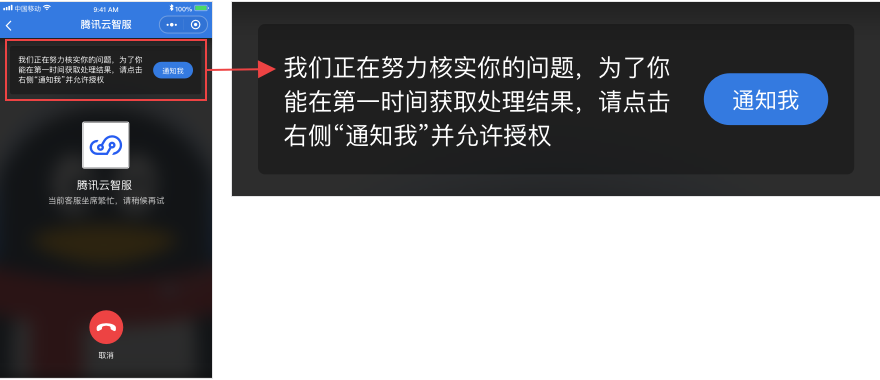 中国移动
9:41 AM
100%
腾讯云智服
我们正在努力核实你的问题，为了你
能在第一时间获取处理结果，请点击
右侧“通知我”并允许授权
通知我
腾讯云智服
当前客服坐席繁忙，请稍候再试
取消
我们正在努力核实你的问题，为了你
能在第一时间获取处理结果，请点击
右侧“通知我”并允许授权
通知我